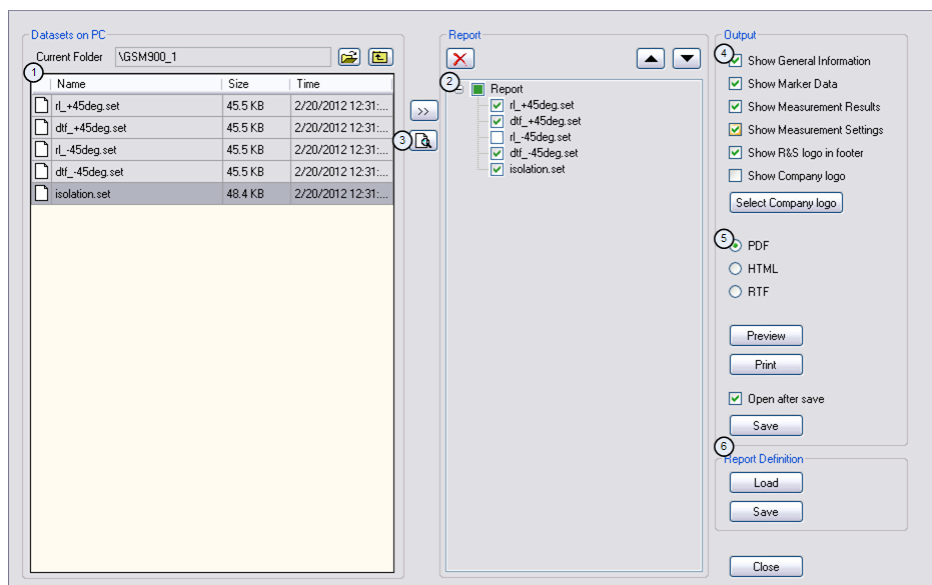 Datasets on PC
Current Folder \GSM900_1
1
Name Size Time
rl_+45deg.set 45.5 KB 2/20/2012 12:31:...
dtf_+45deg.set 45.5 KB 2/20/2012 12:31:...
rl_-45deg.set 45.5 KB 2/20/2012 12:31:...
dtf_-45deg.set 45.5 KB 2/20/2012 12:31:...
isolation.set 48.4 KB 2/20/2012 12:31:...
>>
3
Report
2
Report
rl_+45deg.set
dtf_+45deg.set
rl_-45deg.set
dtf_-45deg.set
isolation.set
Output
4
Show General Information
Show Marker Data
Show Measurement Results
Show Measurement Settings
Show R&S logo in footer
Show Company logo
Select Company logo
5
PDF
HTML
RTF
Preview
Print
Open after save
Save
6
Report Definition
Load
Save
Close